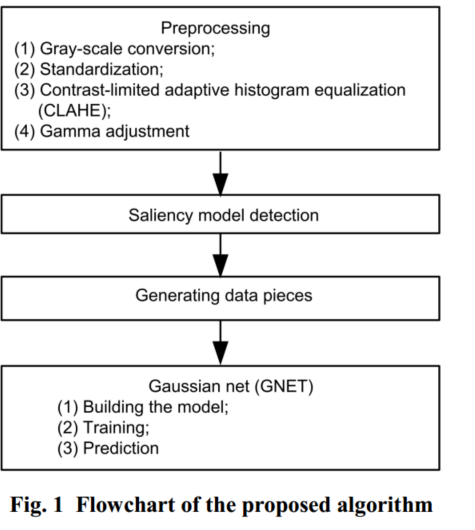 Preprocessing
(1) Gray-scale conversion;
(2) Standardization;
(3) Contrast-limited adaptive histogram equalization
(CLAHE);
(4) Gamma adjustment
Saliency model detection
Generating data pieces
Gaussian net (GNET)
(1) Building the model;
(2) Training;
(3) Prediction
Fig. 1 Flowchart of the proposed algorithm